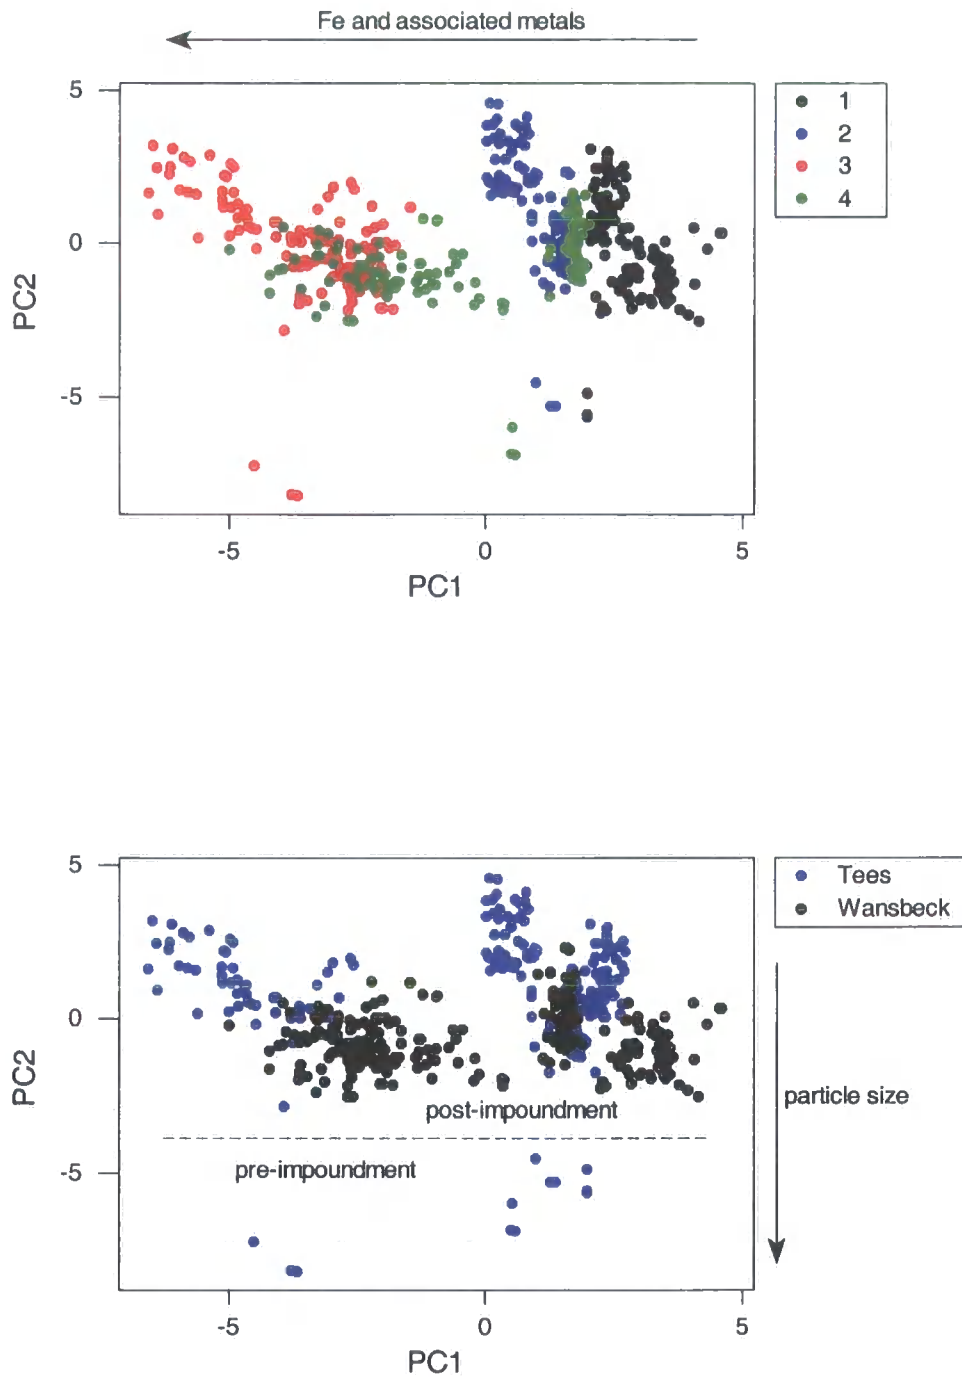 Fe and associated metals
5
0
-5
PC2
-5 0 5
PC1
1
2
3
4
5
0
-5
PC2
-5 0 5
PC1
Tees
Wansbeck
post-impoundment
pre-impoundment
particle size